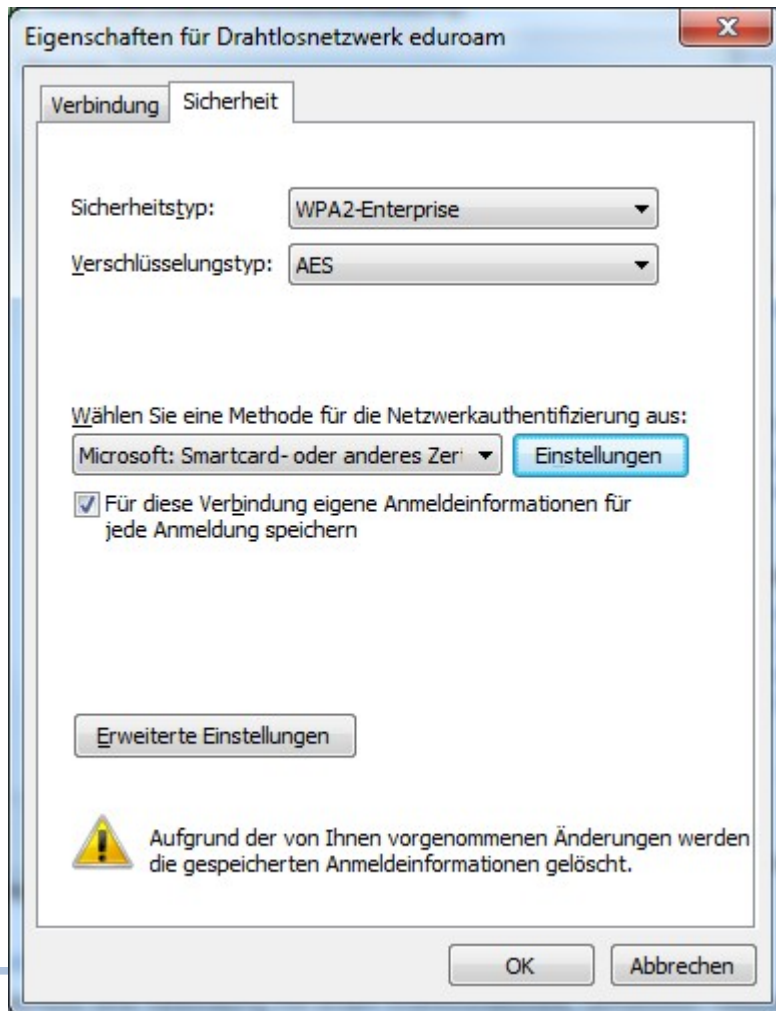 Eigenschaften für Drahtlosnetzwerk eduroam
Verbindung Sicherheit
Sicherheitstyp: WPA2-Enterprise
Verschlüsselungstyp: AES
Wählen Sie eine Methode für die Netzwerkauthentifizierung aus:
Microsoft: Smartcard- oder anderes Zer Einstellungen
Für diese Verbindung eigene Anmeldeinformationen für
jede Anmeldung speichern
Erweiterte Einstellungen
Aufgrund der von Ihnen vorgenommenen Änderungen werden
die gespeicherten Anmeldeinformationen gelöscht.
OK Abbrechen